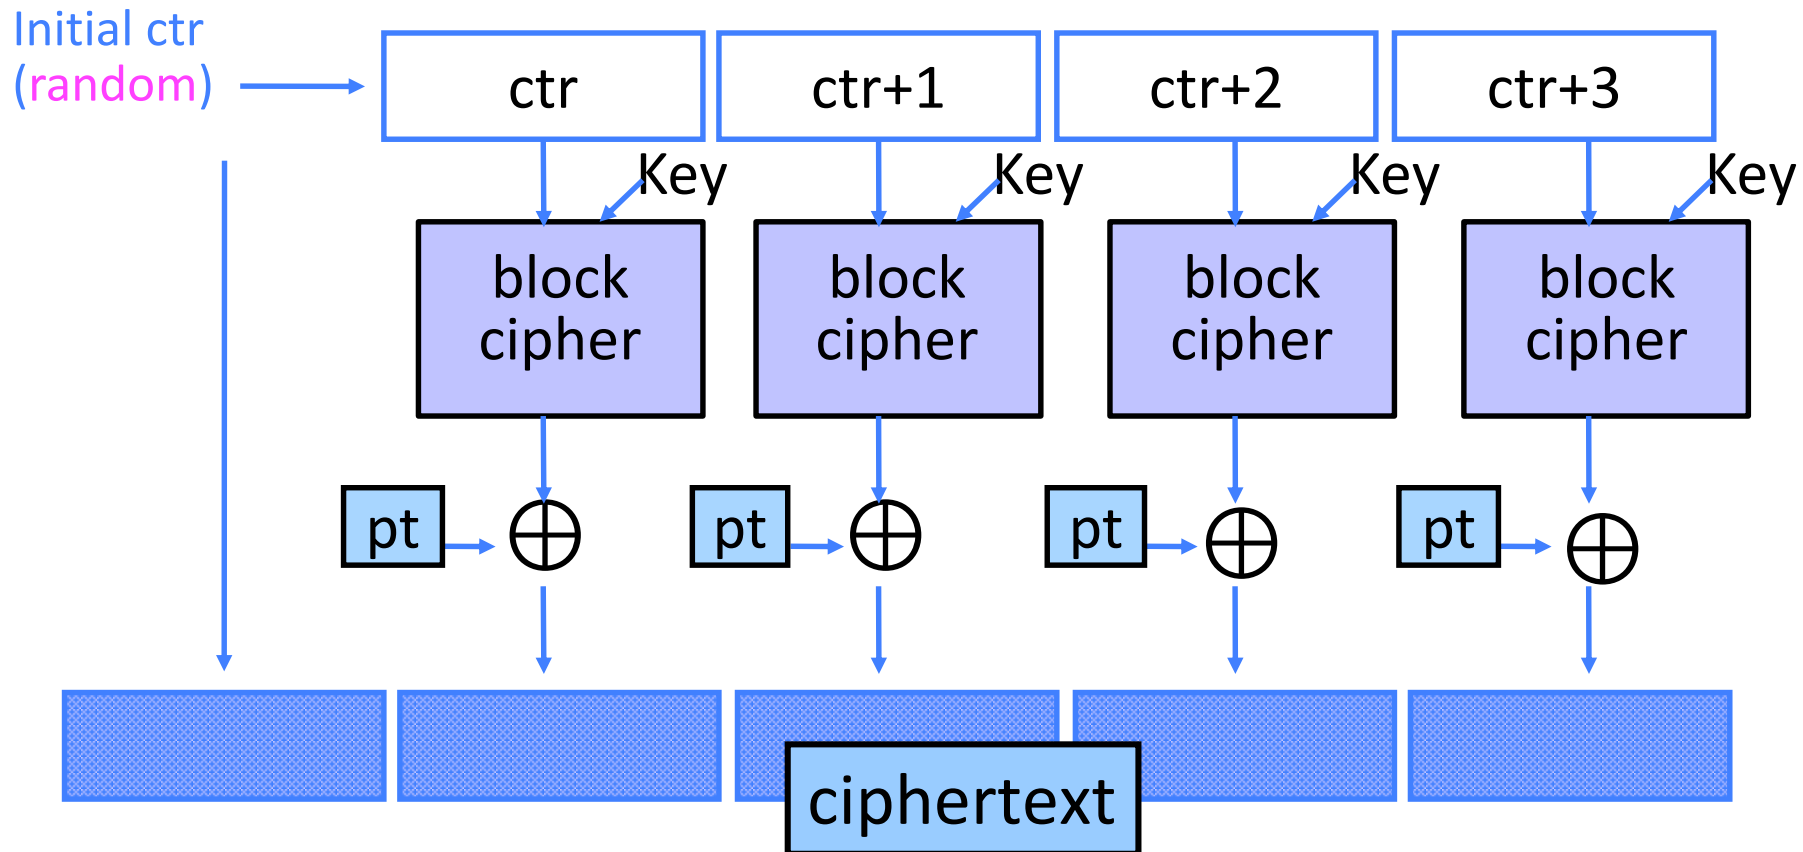 Initial ctr
(random)
ctr
ctr+1
ctr+2
ctr+3
Key
Key
Key
Key
block
cipher
block
cipher
block
cipher
block
cipher
pt
pt
pt
pt
ciphertext